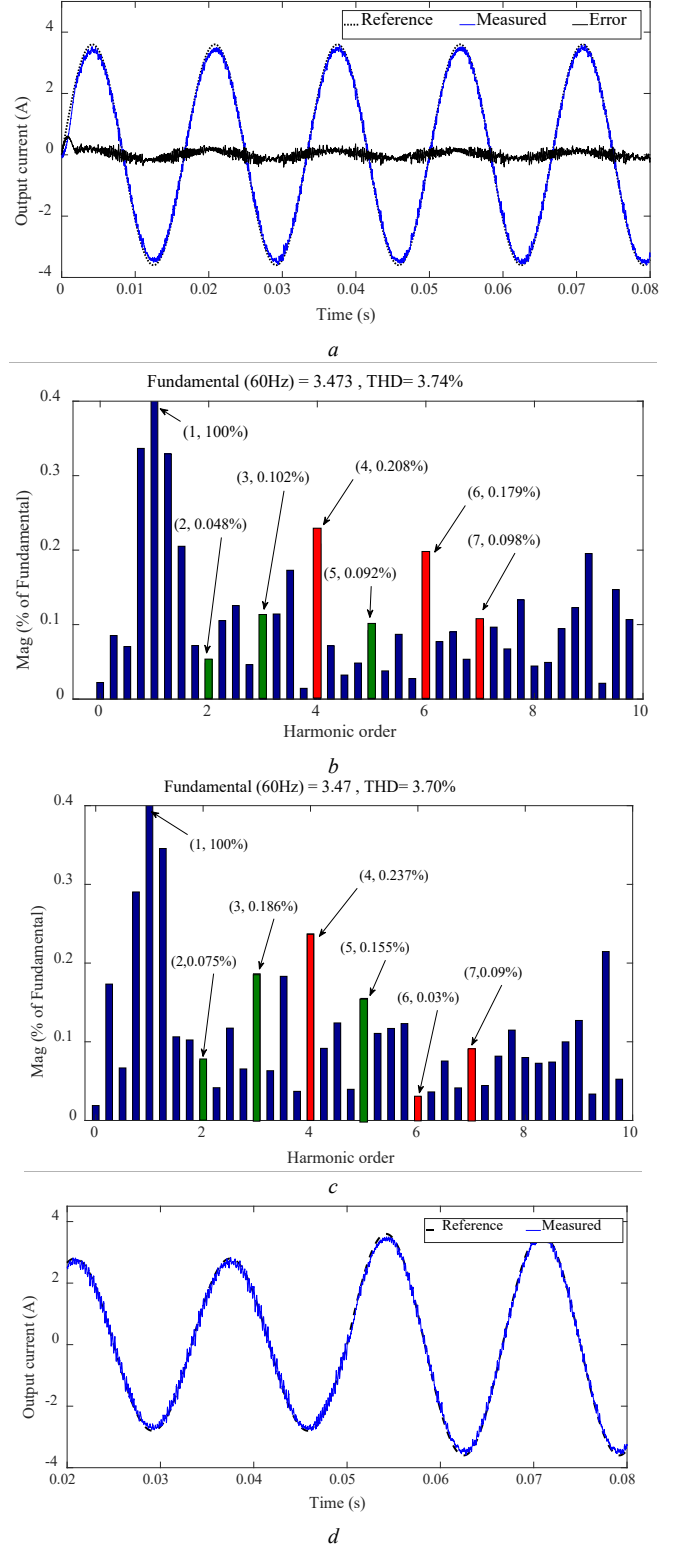 Reference Measured Error
Output current (A)
4
2
0
-2
-4
0 0.01 0.02 0.03 0.04 0.05 0.06 0.07 0.08
Time (s)
a
Fundamental (60Hz) = 3.473 , THD= 3.74%
Mag (% of Fundamental)
0.4
0.3
0.2
0.1
0
(1, 100%)
(2, 0.048%)
(3, 0.102%)
(4, 0.208%)
(5, 0.092%)
(6, 0.179%)
(7, 0.098%)
0 2 4 6 8 10
Harmonic order
b
Fundamental (60Hz) = 3.47 , THD= 3.70%
Mag (% of Fundamental)
0.4
0.3
0.2
0.1
0
(1, 100%)
(2,0.075%)
(3, 0.186%)
(4, 0.237%)
(5, 0.155%)
(6, 0.03%)
(7,0.09%)
0 2 4 6 8 10
Harmonic order
c
Reference Measured
Output current (A)
4
2
0
-2
-4
0.02 0.03 0.04 0.05 0.06 0.07 0.08
Time (s)
d